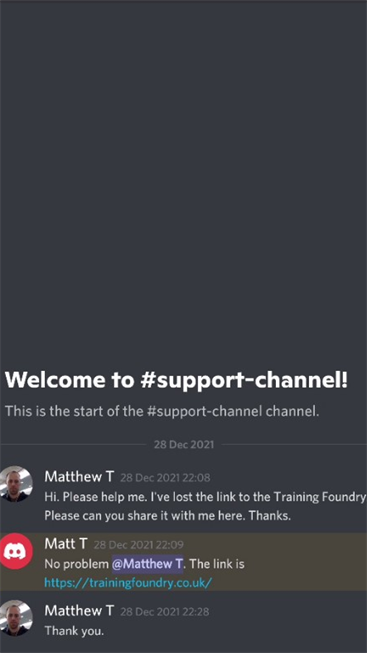 Welcome to #support-channel!
This is the start of the #support-channel channel.
28 Dec 2021
Matthew T 28 Dec 2021 22:08
Hi. Please help me. I've lost the link to the Training Foundry
Please can you share it with me here. Thanks.
Matt T 28 Dec 2021 22:09
No problem @Matthew T. The link is
https://trainingfoundry.co.uk/
Matthew T 28 Dec 2021 22:28
Thank you.